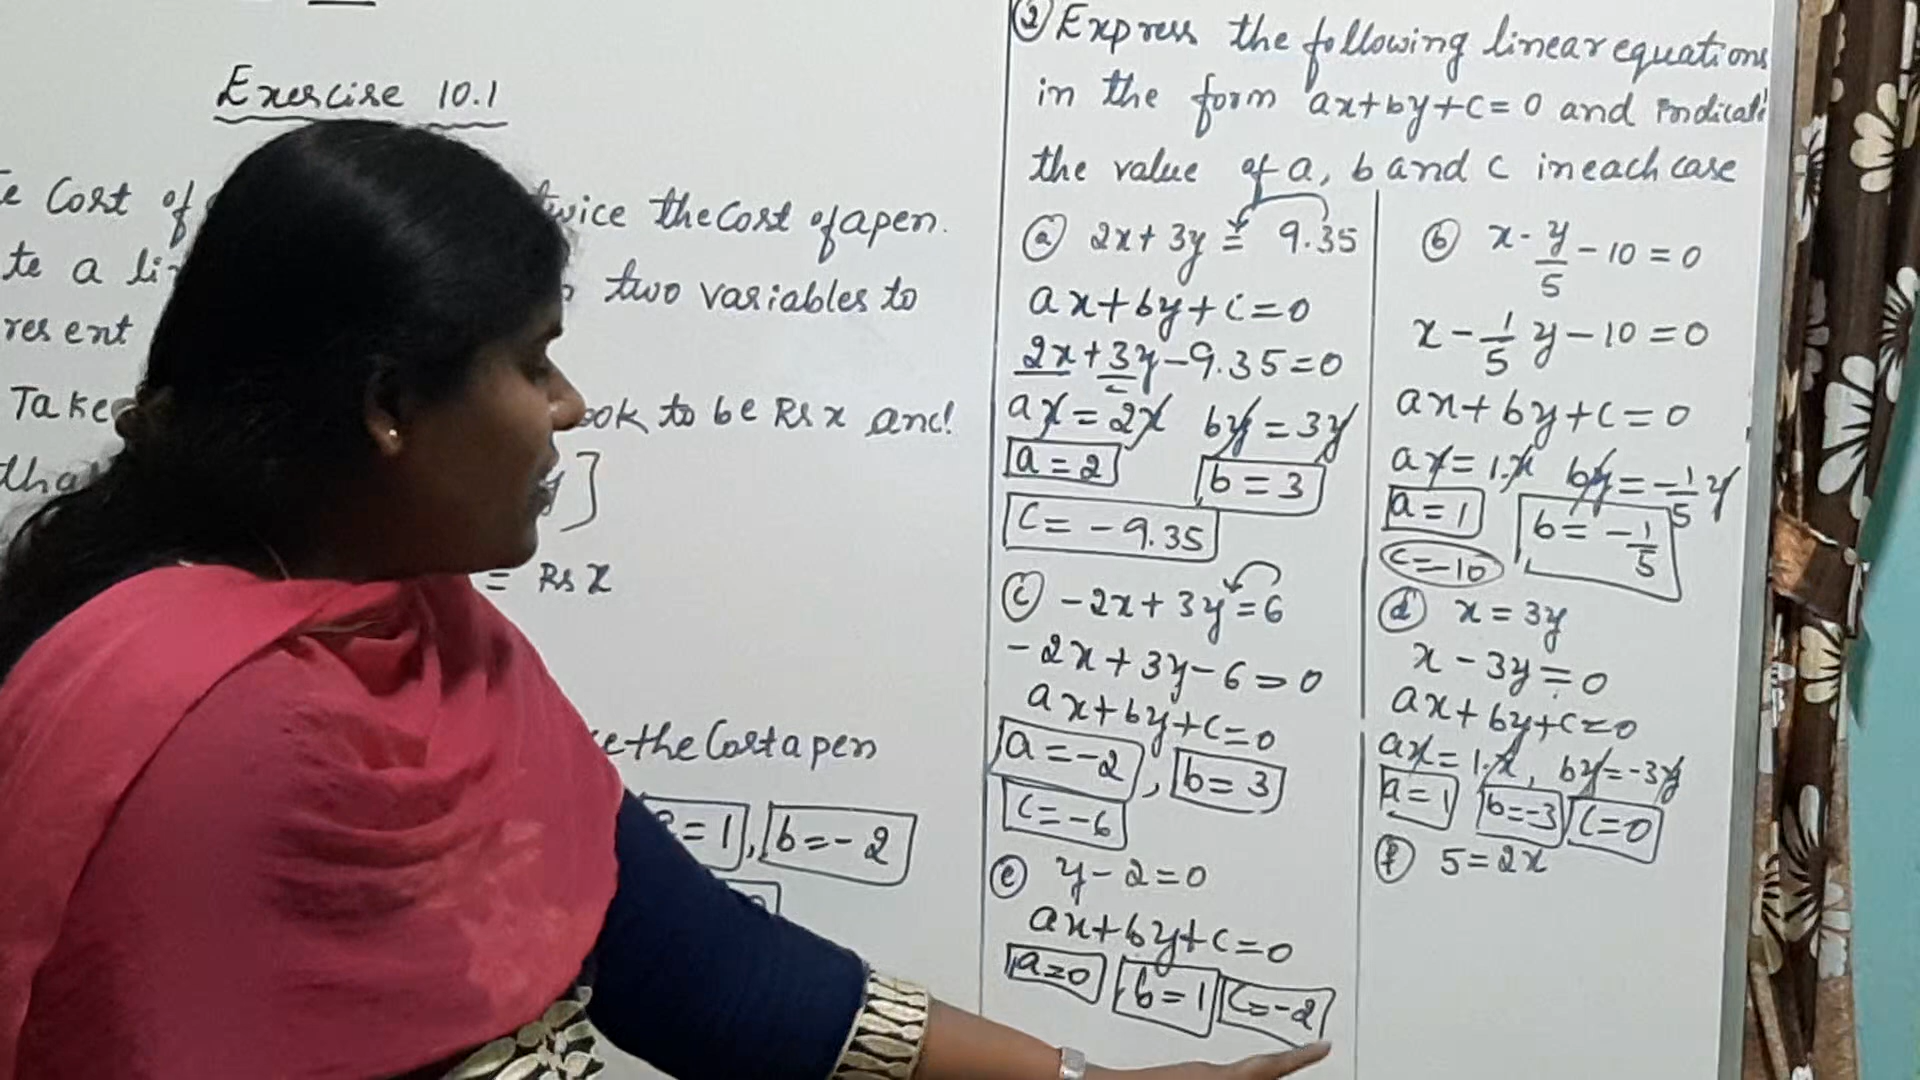 Exercise 10.1
Cost of
twice the cost of a pen.
te a li
two variables to
resent
Take
ook to be Rs x and
tha
y]
= Rs x
e the Cost a pen
= 1, b = - 2
② Express the following linear equations
in the form ax+by+c=0 and indicate
the value of a, b and c in each case
ⓐ 2x+3y = 9.35
ax+by+c=0
2x+3y-9.35=0
ax = 2x by = 3y
a = 2 b = 3
c = - 9.35
ⓑ x - y/5 - 10 = 0
x - 1/5 y - 10 = 0
ax+by+c=0
ax = 1.x by = -1/5 y
a = 1 b = -1/5
c = -10
ⓒ -2x+3y=6
-2x+3y-6=0
ax+by+c=0
a = -2, b = 3
c = -6
ⓓ x = 3y
x - 3y = 0
ax+by+c=0
ax = 1.x, by = -3y
a = 1 b = -3 c = 0
ⓔ y-2=0
ax+by+c=0
a=0 b=1 c=-2
ⓕ 5=2x